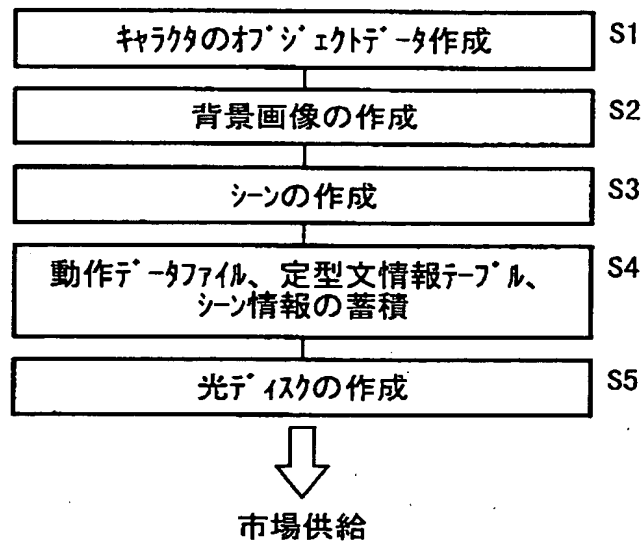 キャラクタのオブジェクトデータ作成 S1
背景画像の作成 S2
シーンの作成 S3
動作データファイル、定型文情報テーブル、 S4
シーン情報の蓄積
光ディスクの作成 S5
市場供給